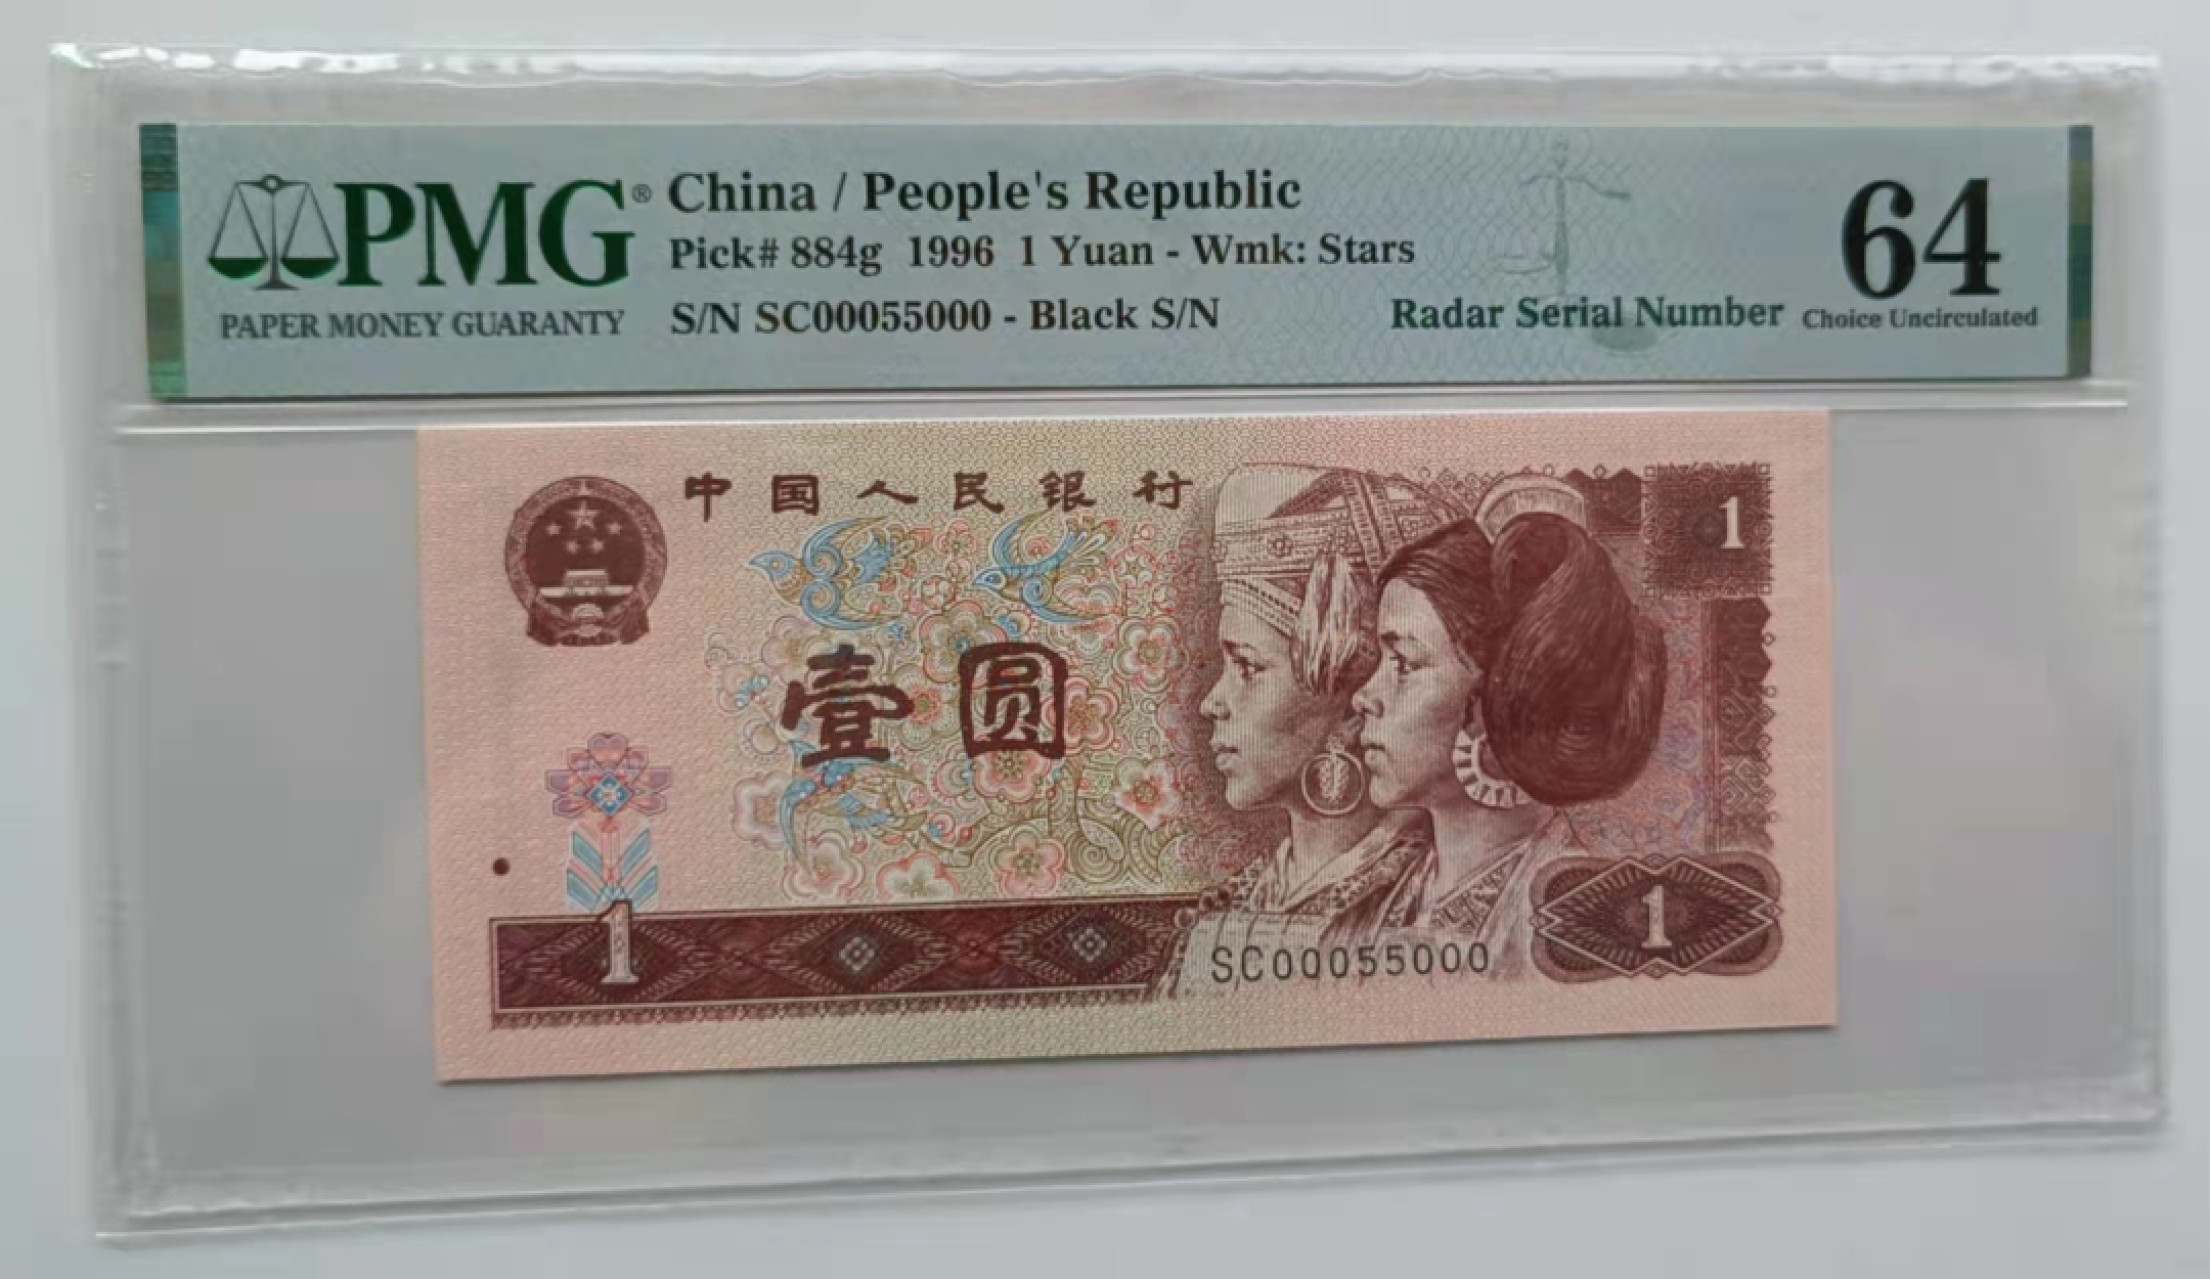 PMG® China / People's Republic
Pick# 884g 1996 1 Yuan - Wmk: Stars
64
PAPER MONEY GUARANTY
S/N SC00055000 - Black S/N
Radar Serial Number
Choice Uncirculated
中国人民银行
1
壹圆
1
1
SC00055000